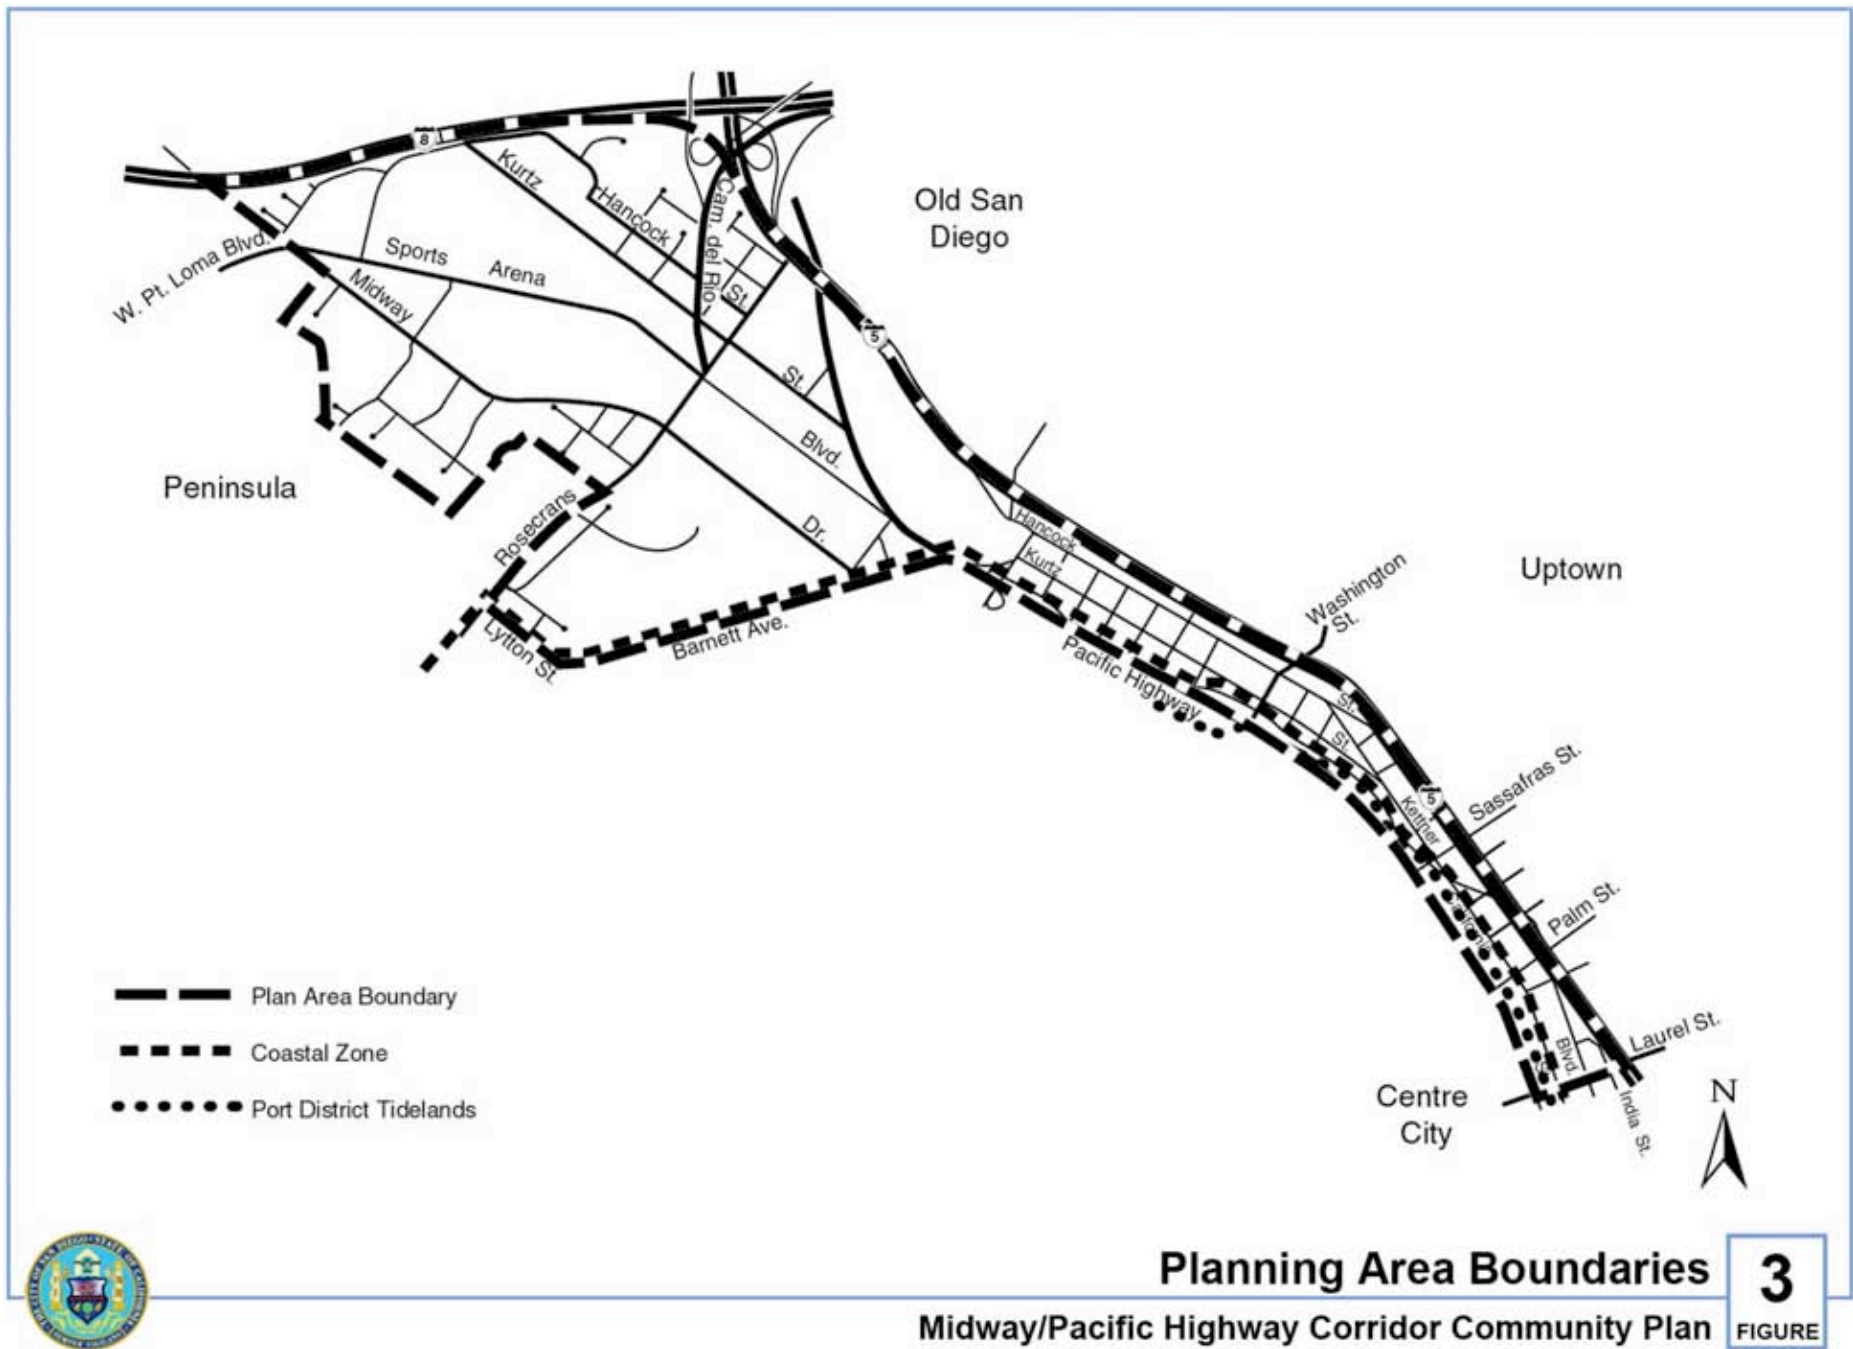 8
Kurtz
Hancock
Cam. del Rio
Old San
Diego
W. Pt. Loma Blvd.
Sports
Arena
Midway
St.
5
St.
Blvd.
Peninsula
Rosecrans
Dr.
Hancock
Kurtz
Washington
St.
Uptown
Lytton St.
Barnett Ave.
Pacific Highway
St.
St.
5
Sassafras St.
Kettner
Palm St.
Plan Area Boundary
Coastal Zone
Port District Tidelands
Laurel St.
Blvd.
Centre
City
India St.
N
Planning Area Boundaries
Midway/Pacific Highway Corridor Community Plan
3
FIGURE